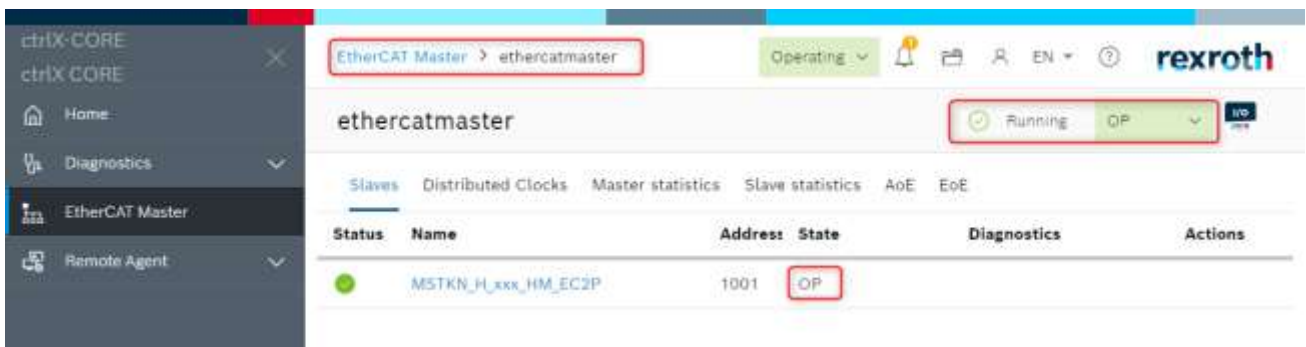 ctrlX CORE
ctrlX CORE
Home
Diagnostics
EtherCAT Master
Remote Agent
EtherCAT Master > ethercatmaster
Operating
EN
rexroth
ethercatmaster
Running OP
I/O
Slaves Distributed Clocks Master statistics Slave statistics AoE EoE
Status Name Address State Diagnostics Actions
MSTKN_H_xxx_HM_EC2P 1001 OP